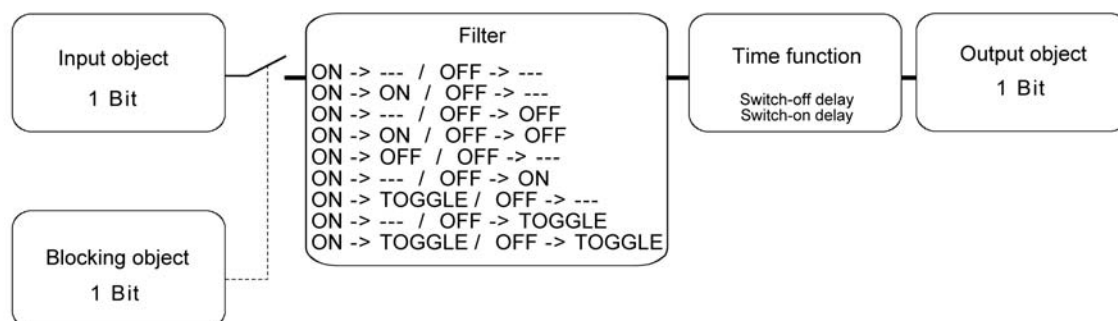 Input object
1 Bit
Blocking object
1 Bit
Filter
ON -> --- / OFF -> ---
ON -> ON / OFF -> ---
ON -> --- / OFF -> OFF
ON -> ON / OFF -> OFF
ON -> OFF / OFF -> ---
ON -> --- / OFF -> ON
ON -> TOGGLE / OFF -> ---
ON -> --- / OFF -> TOGGLE
ON -> TOGGLE / OFF -> TOGGLE
Time function
Switch-off delay
Switch-on delay
Output object
1 Bit